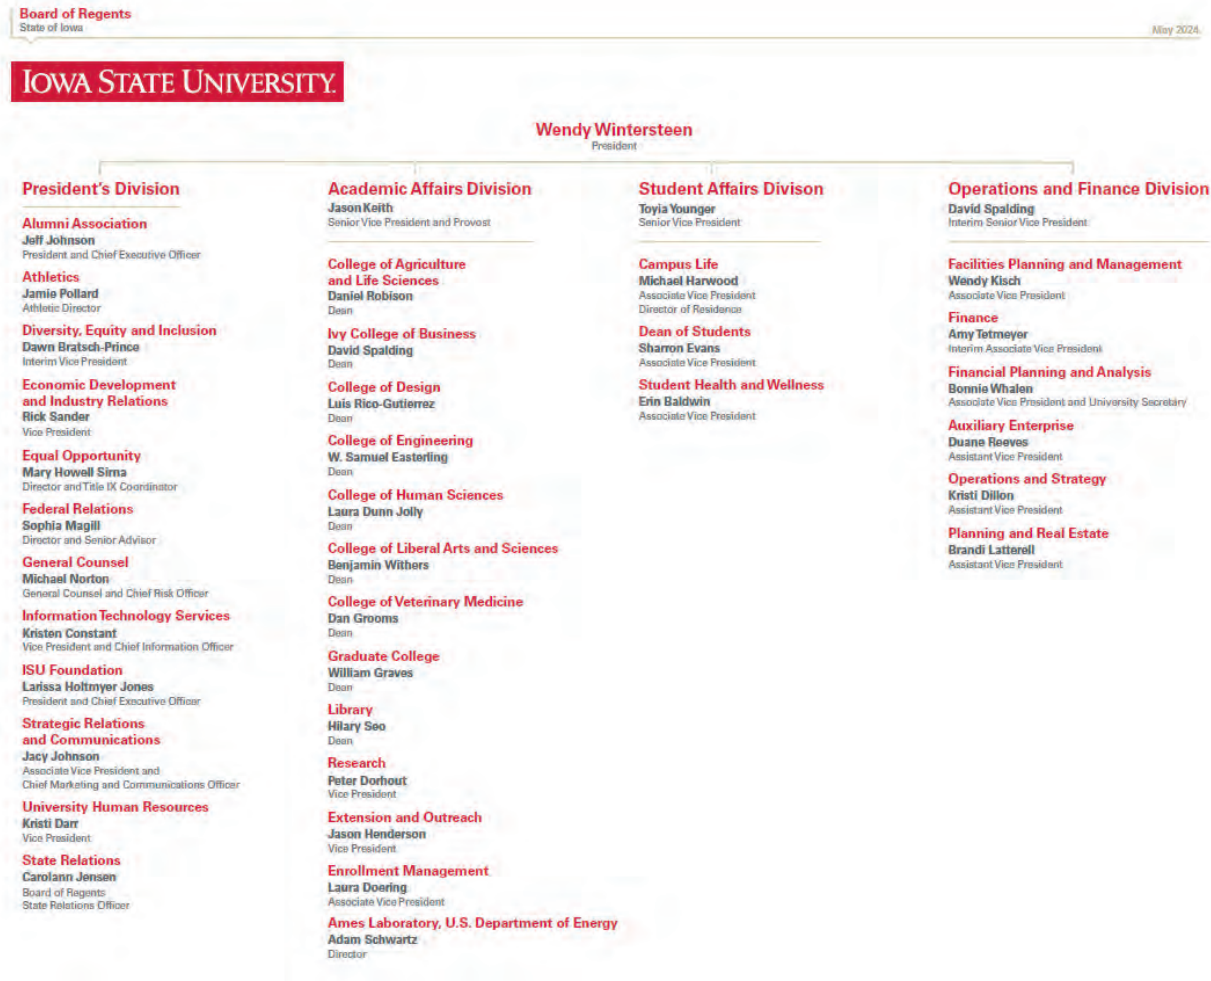 Board of Regents
State of Iowa
May 2024
IOWA STATE UNIVERSITY.
Wendy Wintersteen
President
President's Division
Alumni Association
Jeff Johnson
President and Chief Executive Officer
Athletics
Jamie Pollard
Athletic Director
Diversity, Equity and Inclusion
Dawn Bratsch-Prince
Interim Vice President
Economic Development
and Industry Relations
Rick Sander
Vice President
Equal Opportunity
Mary Howell Sirna
Director and Title IX Coordinator
Federal Relations
Sophia Magill
Director and Senior Advisor
General Counsel
Michael Norton
General Counsel and Chief Risk Officer
Information Technology Services
Kristen Constant
Vice President and Chief Information Officer
ISU Foundation
Larissa Holtmyer Jones
President and Chief Executive Officer
Strategic Relations
and Communications
Jacy Johnson
Associate Vice President and
Chief Marketing and Communications Officer
University Human Resources
Kristi Darr
Vice President
State Relations
Carolann Jensen
Board of Regents
State Relations Officer
Academic Affairs Division
Jason Keith
Senior Vice President and Provost
College of Agriculture
and Life Sciences
Daniel Robison
Dean
Ivy College of Business
David Spalding
Dean
College of Design
Luis Rico-Gutierrez
Dean
College of Engineering
W. Samuel Easterling
Dean
College of Human Sciences
Laura Dunn Jolly
Dean
College of Liberal Arts and Sciences
Benjamin Withers
Dean
College of Veterinary Medicine
Dan Grooms
Dean
Graduate College
William Graves
Dean
Library
Hilary Seo
Dean
Research
Peter Dorhout
Vice President
Extension and Outreach
Jason Henderson
Vice President
Enrollment Management
Laura Doering
Associate Vice President
Ames Laboratory, U.S. Department of Energy
Adam Schwartz
Director
Student Affairs Divison
Toyia Younger
Senior Vice President
Campus Life
Michael Harwood
Associate Vice President
Director of Residence
Dean of Students
Sharron Evans
Associate Vice President
Student Health and Wellness
Erin Baldwin
Associate Vice President
Operations and Finance Division
David Spalding
Interim Senior Vice President
Facilities Planning and Management
Wendy Kisch
Associate Vice President
Finance
Amy Tetmeyer
Interim Associate Vice President
Financial Planning and Analysis
Bonnie Whalen
Associate Vice President and University Secretary
Auxiliary Enterprise
Duane Reeves
Assistant Vice President
Operations and Strategy
Kristi Dillon
Assistant Vice President
Planning and Real Estate
Brandi Latterell
Assistant Vice President